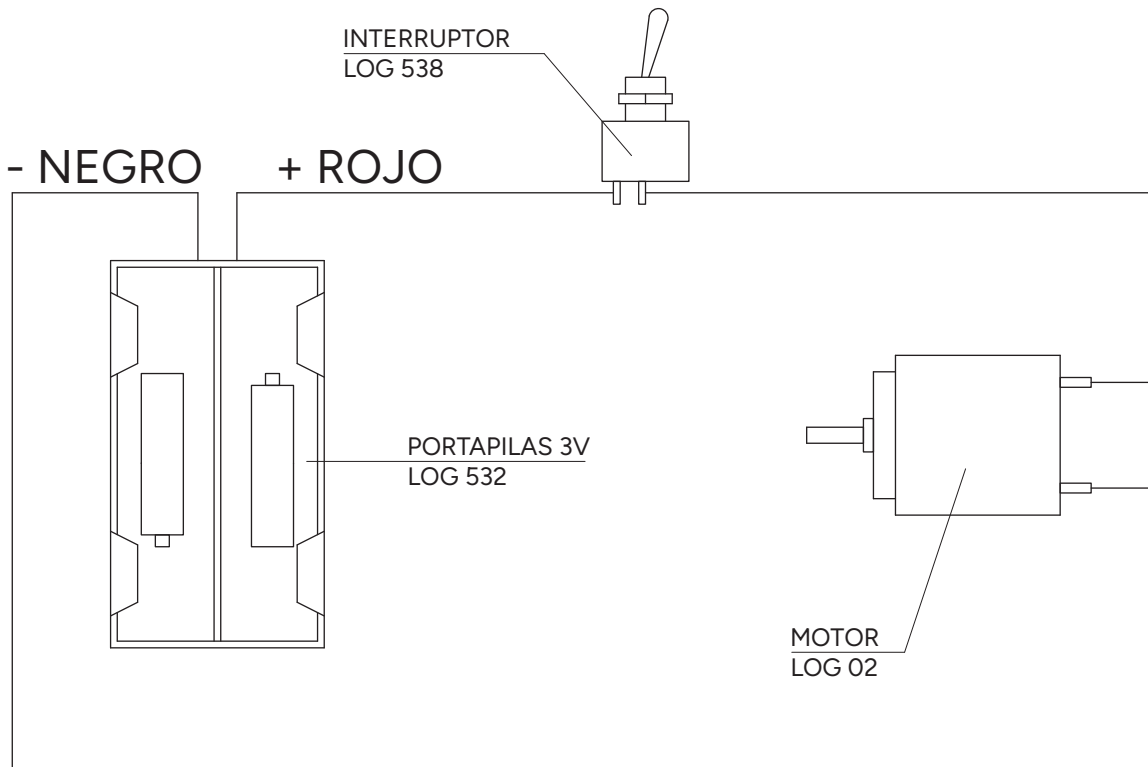 INTERRUPTOR
LOG 538
- NEGRO
+ ROJO
PORTAPILAS 3V
LOG 532
MOTOR
LOG 02